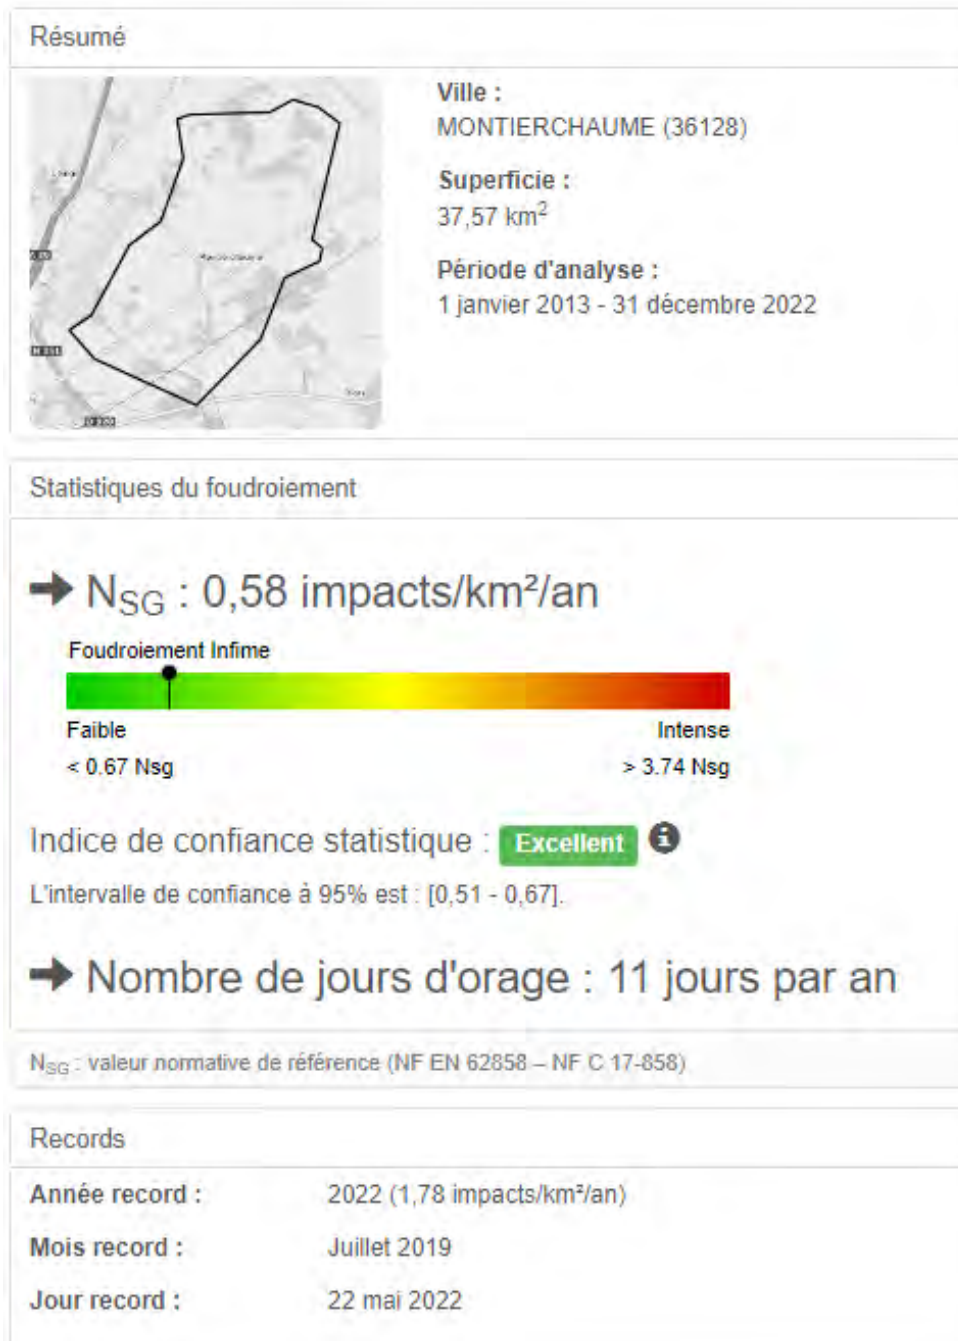 Résumé
Ville :
MONTIERCHAUME (36128)
Superficie :
37,57 km²
Période d'analyse :
1 janvier 2013 - 31 décembre 2022
Statistiques du foudroiement
N_SG : 0,58 impacts/km²/an
Foudroiement Infime
Faible Intense
< 0.67 Nsg > 3.74 Nsg
Indice de confiance statistique : Excellent
L'intervalle de confiance à 95% est : [0,51 - 0,67].
Nombre de jours d'orage : 11 jours par an
N_SG : valeur normative de référence (NF EN 62858 – NF C 17-858)
Records
Année record : 2022 (1,78 impacts/km²/an)
Mois record : Juillet 2019
Jour record : 22 mai 2022